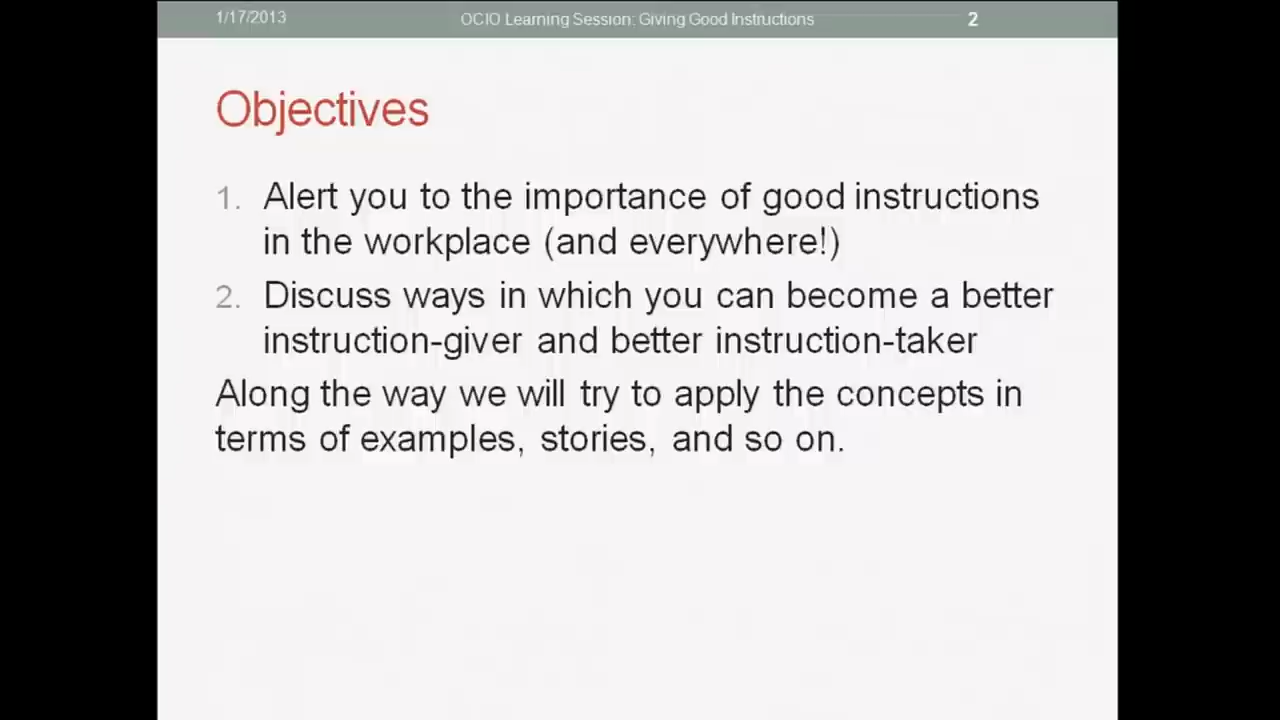 1/17/2013 OCIO Learning Session: Giving Good Instructions 2
Objectives
1. Alert you to the importance of good instructions
in the workplace (and everywhere!)
2. Discuss ways in which you can become a better
instruction-giver and better instruction-taker
Along the way we will try to apply the concepts in
terms of examples, stories, and so on.